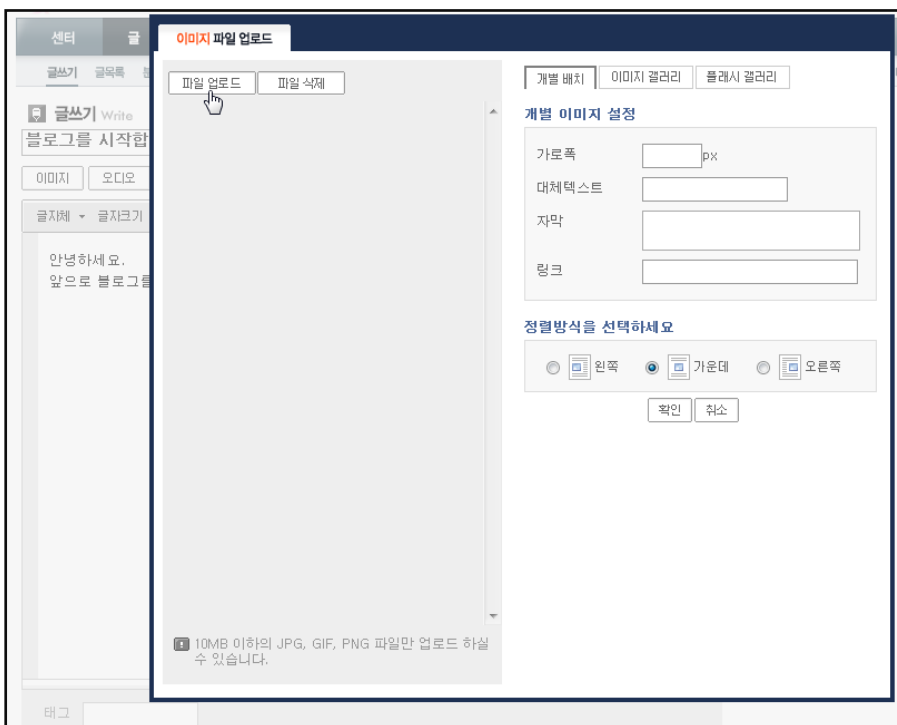 센터 글
글쓰기 글목록
글쓰기 Write
블로그를 시작합
이미지 오디오
글자체 글자크기
안녕하세요.
앞으로 블로그를
태그
이미지 파일 업로드
파일 업로드 파일 삭제
10MB 이하의 JPG, GIF, PNG 파일만 업로드 하실
수 있습니다.
개별 배치 이미지 갤러리 플래시 갤러리
개별 이미지 설정
가로폭 px
대체텍스트
자막
링크
정렬방식을 선택하세요
왼쪽 가운데 오른쪽
확인 취소